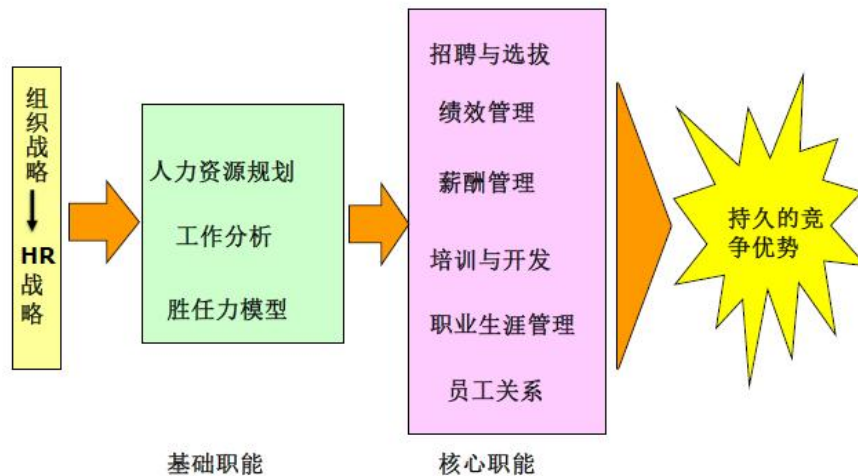 组织战略
HR
战略
人力资源规划
工作分析
胜任力模型
基础职能
招聘与选拔
绩效管理
薪酬管理
培训与开发
职业生涯管理
员工关系
核心职能
持久的竞
争优势